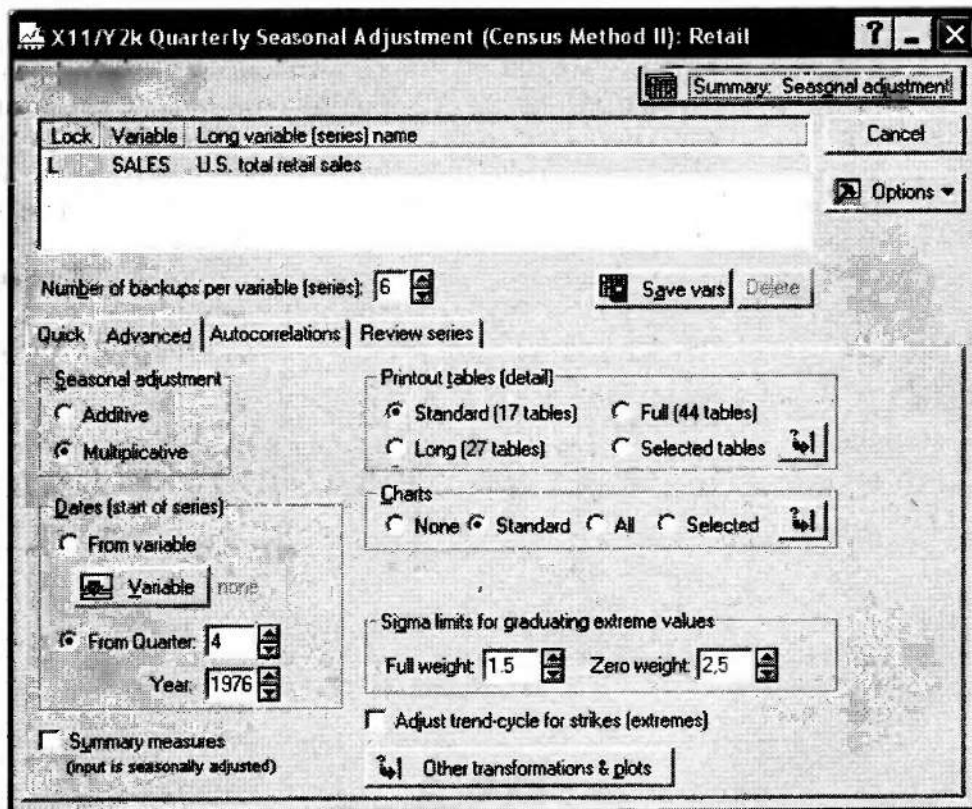 X11/Y2k Quarterly Seasonal Adjustment (Census Method II): Retail
Summary: Seasonal adjustment
Lock Variable Long variable (series) name
Cancel
L SALES U.S. total retail sales
Options
Number of backups per variable (series): 6
Save vars Delete
Quick Advanced Autocorrelations Review series
Seasonal adjustment
Additive
Multiplicative
Printout tables (detail)
Standard (17 tables) Full (44 tables)
Long (27 tables) Selected tables
Charts
None Standard All Selected
Dates (start of series)
From variable
Variable none
From Quarter: 4
Year: 1976
Sigma limits for graduating extreme values
Full weight: 1.5 Zero weight: 2,5
Adjust trend-cycle for strikes (extremes)
Summary measures
(input is seasonally adjusted)
Other transformations & plots